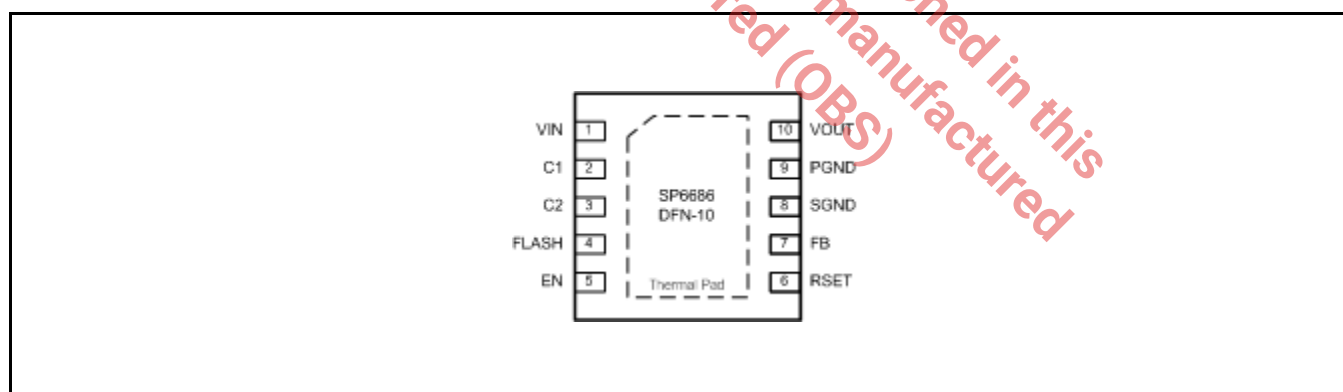 VIN 1
C1 2
C2 3
FLASH 4
EN 5
SP6686
DFN-10
Thermal Pad
10 VOUT
9 PGND
8 SGND
7 FB
6 RSET
ned in this
manufactured
red (OBS)